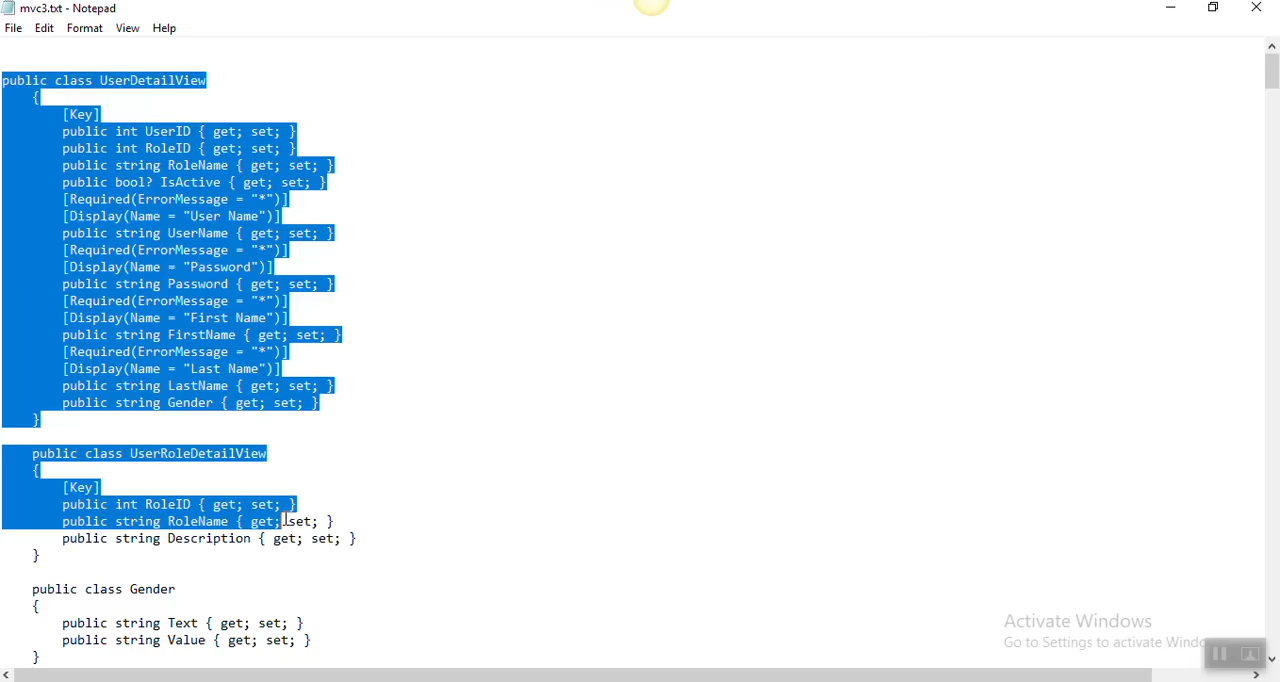 mvc3.txt - Notepad
File Edit Format View Help
public class UserDetailView
{
[Key]
public int UserID { get; set; }
public int RoleID { get; set; }
public string RoleName { get; set; }
public bool? IsActive { get; set; }
[Required(ErrorMessage = "*")]
[Display(Name = "User Name")]
public string UserName { get; set; }
[Required(ErrorMessage = "*")]
[Display(Name = "Password")]
public string Password { get; set; }
[Required(ErrorMessage = "*")]
[Display(Name = "First Name")]
public string FirstName { get; set; }
[Required(ErrorMessage = "*")]
[Display(Name = "Last Name")]
public string LastName { get; set; }
public string Gender { get; set; }
}
public class UserRoleDetailView
{
[Key]
public int RoleID { get; set; }
public string RoleName { get; set; }
public string Description { get; set; }
}
public class Gender
{
public string Text { get; set; }
public string Value { get; set; }
}
Activate Windows
Go to Settings to activate Windo